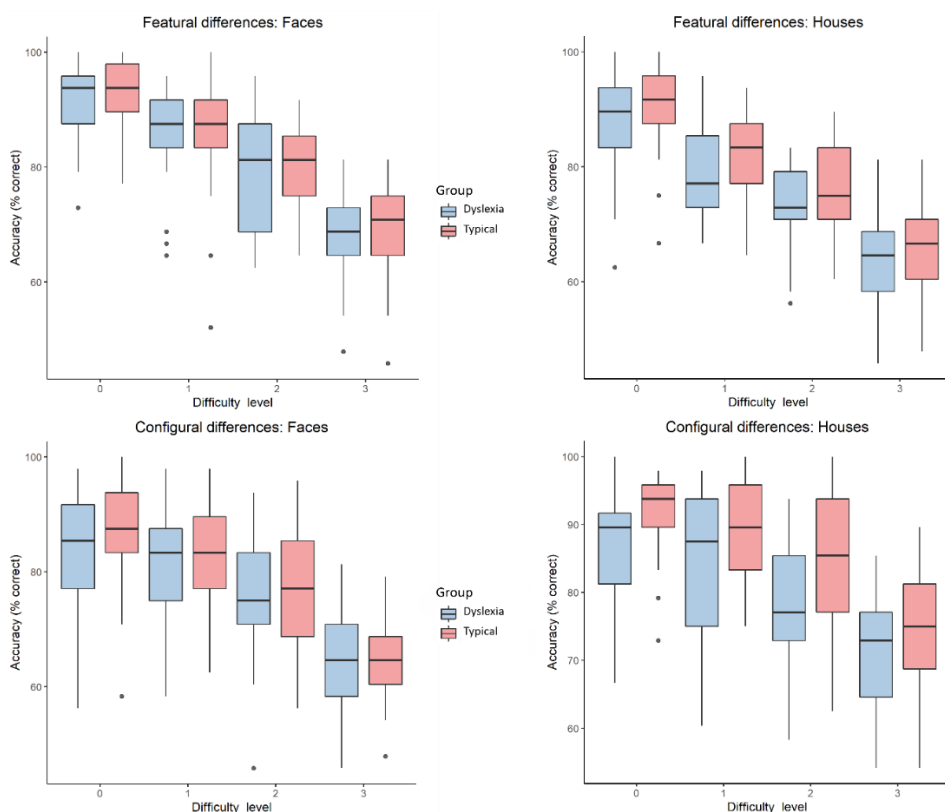 Featural differences: Faces
Accuracy (% correct)
100
80
60
0 1 2 3
Difficulty level
Group
Dyslexia
Typical
Featural differences: Houses
Accuracy (% correct)
100
80
60
0 1 2 3
Difficulty level
Configural differences: Faces
Accuracy (% correct)
100
80
60
0 1 2 3
Difficulty level
Group
Dyslexia
Typical
Configural differences: Houses
Accuracy (% correct)
100
90
80
70
60
0 1 2 3
Difficulty level